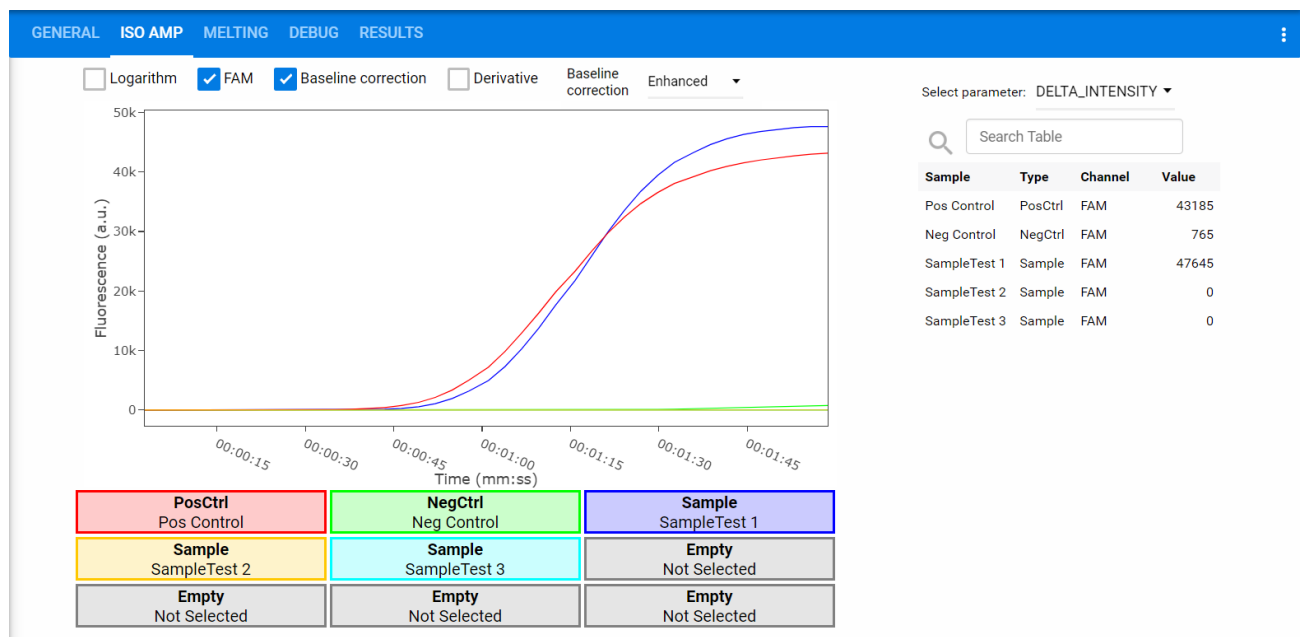 GENERAL ISO AMP MELTING DEBUG RESULTS
Logarithm FAM Baseline correction Derivative Baseline correction Enhanced
Select parameter: DELTA_INTENSITY
Search Table
Sample Type Channel Value
Pos Control PosCtrl FAM 43185
Neg Control NegCtrl FAM 765
SampleTest 1 Sample FAM 47645
SampleTest 2 Sample FAM 0
SampleTest 3 Sample FAM 0
Fluorescence (a.u.)
50k
40k
30k
20k
10k
0
00:00:15 00:00:30 00:00:45 00:01:00 00:01:15 00:01:30 00:01:45
Time (mm:ss)
PosCtrl
Pos Control
NegCtrl
Neg Control
Sample
SampleTest 1
Sample
SampleTest 2
Sample
SampleTest 3
Empty
Not Selected
Empty
Not Selected
Empty
Not Selected
Empty
Not Selected